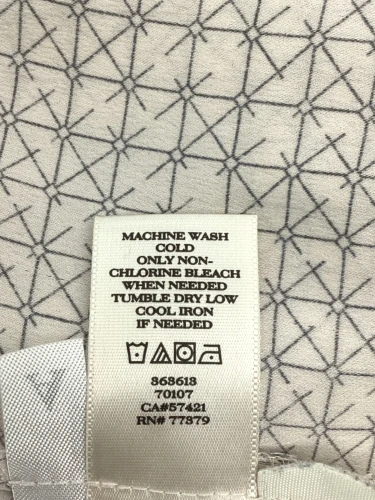 MACHINE WASH
COLD
ONLY NON-
CHLORINE BLEACH
WHEN NEEDED
TUMBLE DRY LOW
COOL IRON
IF NEEDED
363613
70107
CA#57421
RN# 77379
A